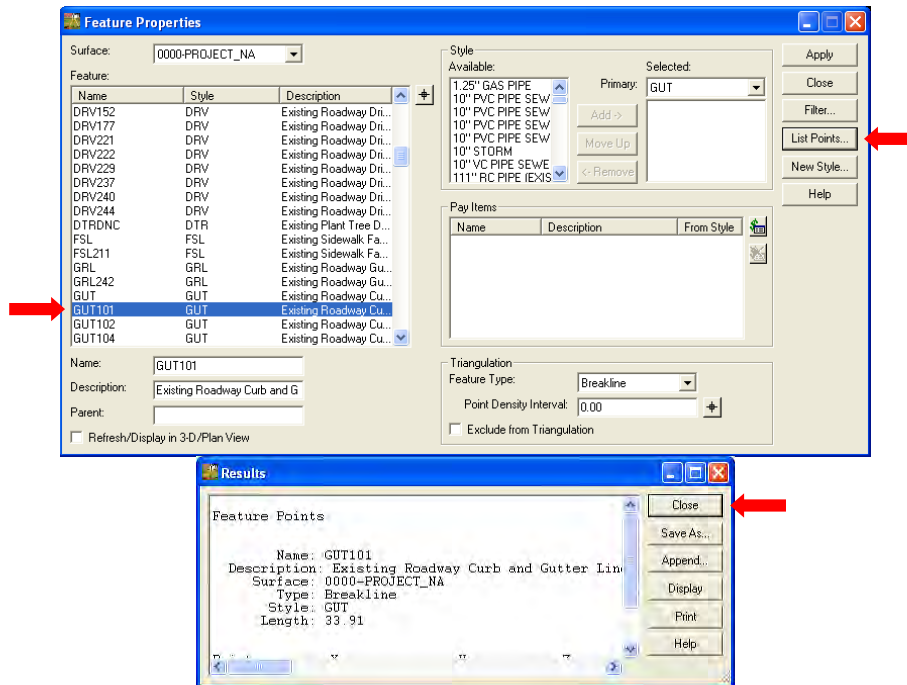 Feature Properties
Surface: 0000-PROJECT_NA
Feature:
Name Style Description
DRV152 DRV Existing Roadway Dri...
DRV177 DRV Existing Roadway Dri...
DRV221 DRV Existing Roadway Dri...
DRV222 DRV Existing Roadway Dri...
DRV229 DRV Existing Roadway Dri...
DRV237 DRV Existing Roadway Dri...
DRV240 DRV Existing Roadway Dri...
DRV244 DRV Existing Roadway Dri...
DTRDNC DTR Existing Plant Tree D...
FSL FSL Existing Sidewalk Fa...
FSL211 FSL Existing Sidewalk Fa...
GRL GRL Existing Roadway Gu...
GRL242 GRL Existing Roadway Gu...
GUT GUT Existing Roadway Cu...
GUT101 GUT Existing Roadway Cu...
GUT102 GUT Existing Roadway Cu...
GUT104 GUT Existing Roadway Cu...
Name: GUT101
Description: Existing Roadway Curb and G
Parent:
Refresh/Display in 3-D/Plan View
Style
Available:
1.25" GAS PIPE
10" PVC PIPE SEW
10" PVC PIPE SEW
10" PVC PIPE SEW
10" PVC PIPE SEW
10" STORM
10" VC PIPE SEWE
111" RC PIPE (EXIS
Add ->
Move Up
<- Remove
Selected:
Primary: GUT
Pay Items
Name Description From Style
Triangulation
Feature Type: Breakline
Point Density Interval: 0.00
Exclude from Triangulation
Apply
Close
Filter...
List Points...
New Style...
Help
Results
Feature Points
Name: GUT101
Description: Existing Roadway Curb and Gutter Lin
Surface: 0000-PROJECT_NA
Type: Breakline
Style: GUT
Length: 33.91
Close
Save As...
Append...
Display
Print
Help